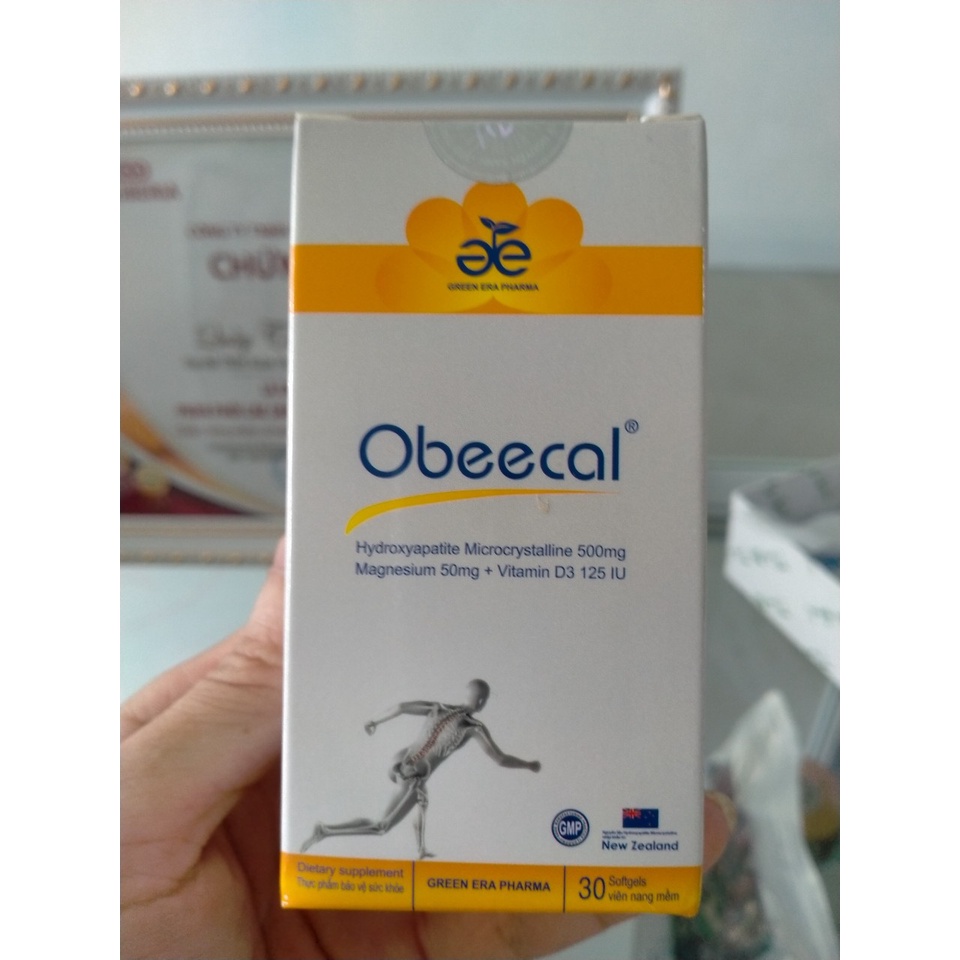 CHỨN
GREEN ERA PHARMA
Obeecal®
Hydroxyapatite Microcrystalline 500mg
Magnesium 50mg + Vitamin D3 125 IU
GMP
New Zealand
Dietary supplement
Thực phẩm bảo vệ sức khỏe
GREEN ERA PHARMA
30 Softgels
viên nang mềm